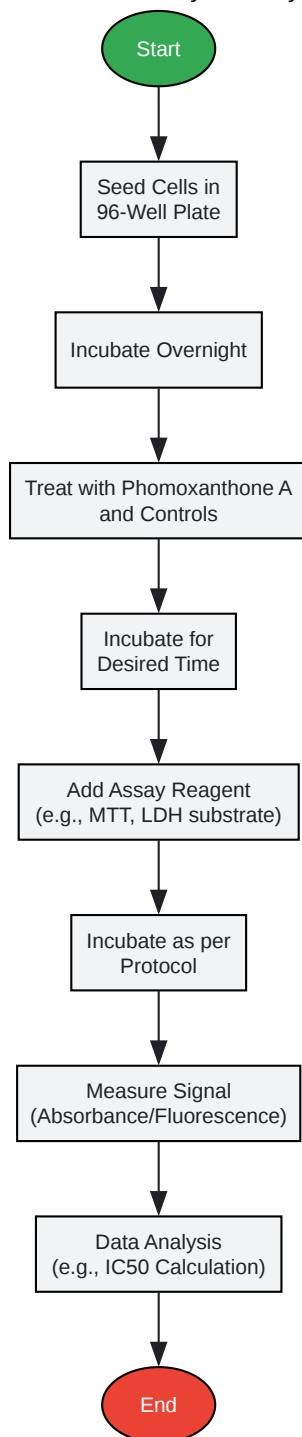 Start
Seed Cells in
96-Well Plate
Incubate Overnight
Treat with Phomoxanthone A
and Controls
Incubate for
Desired Time
Add Assay Reagent
(e.g., MTT, LDH substrate)
Incubate as per
Protocol
Measure Signal
(Absorbance/Fluorescence)
Data Analysis
(e.g., IC50 Calculation)
End